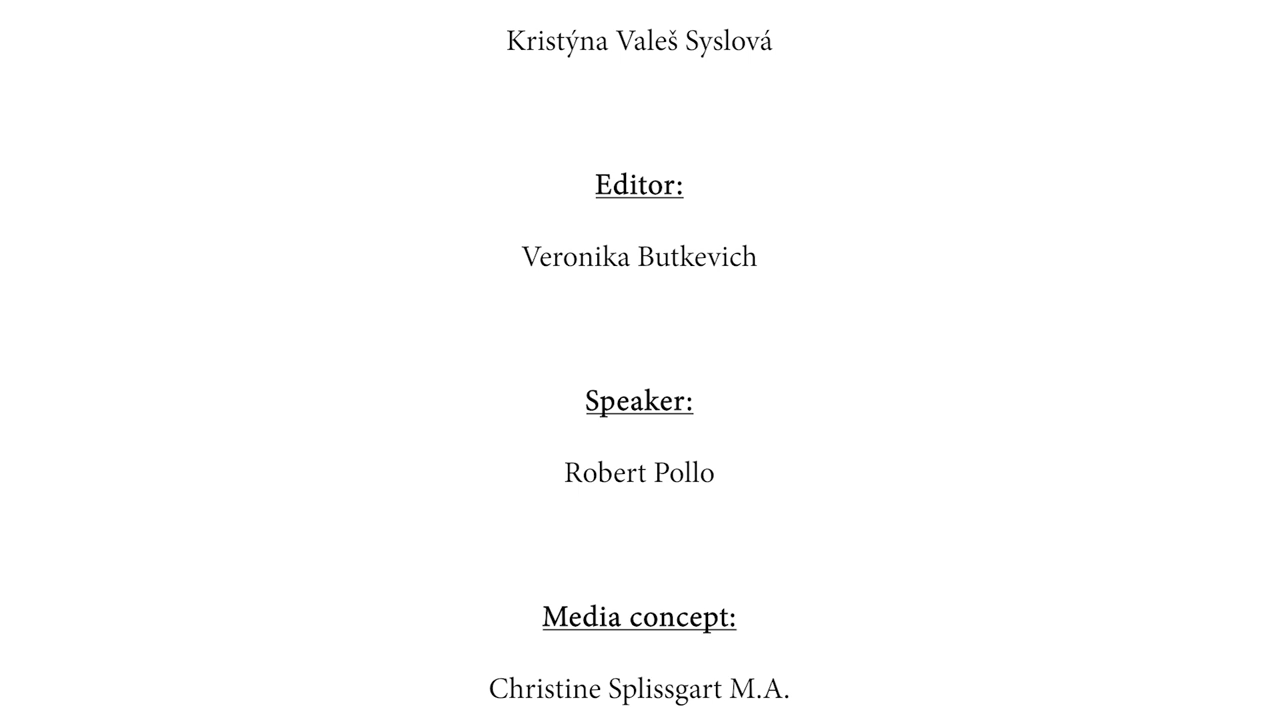 Kristýna Valeš Syslová
Editor:
Veronika Butkevich
Speaker:
Robert Pollo
Media concept:
Christine Splissgart M.A.